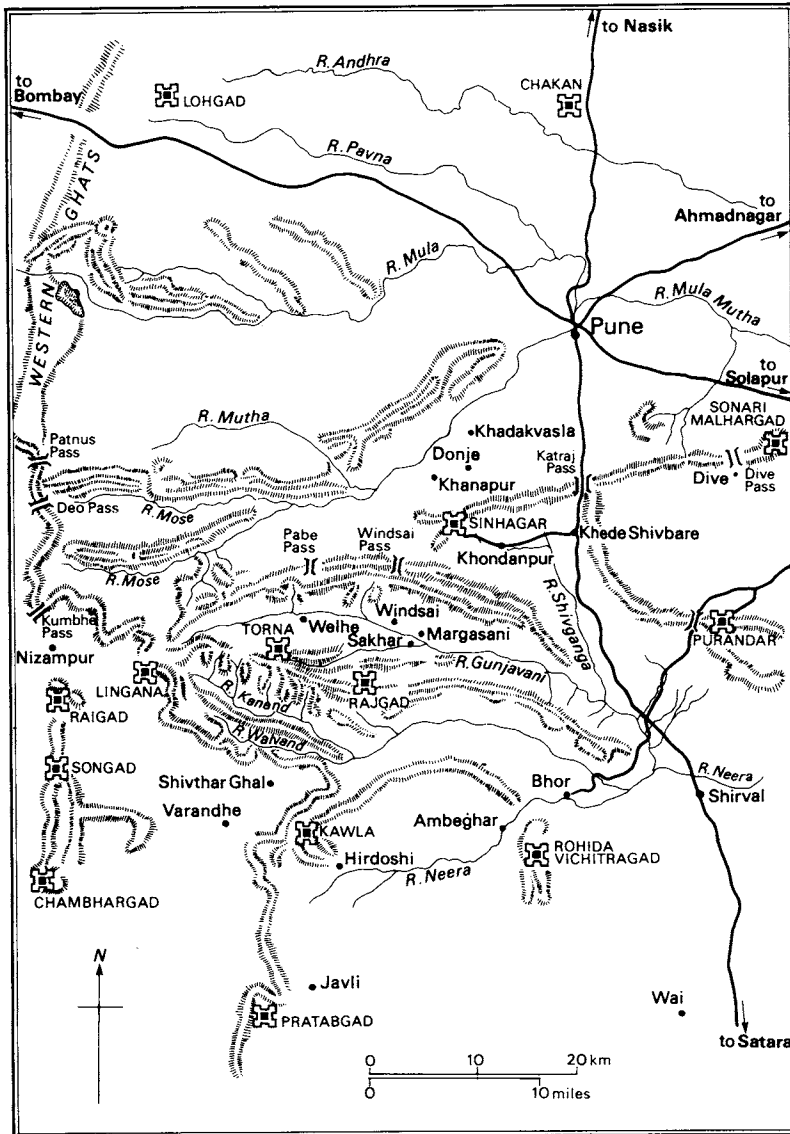 to Nasik
R. Andhra
CHAKAN
to
Bombay
LOHGAD
R. Pavna
WESTERN GHATS
to
Ahmadnagar
R. Mula
R. Mula Mutha
Pune
to
Solapur
SONARI
MALHARGAD
R. Mutha
Khadakvasla
Patnus
Pass
Donje
Katraj
Pass
Dive
Dive
Pass
Khanapur
Deo Pass
R. Mose
SINHAGAR
Khede Shivbare
Pabe
Pass
Windsai
Pass
Khondanpur
R. Mose
R. Shivganga
Kumbhe
Pass
Welhe
Windsai
Margasani
PURANDAR
TORNA
Sakhar
Nizampur
R. Gunjavani
LINGANA
R. Kanand
RAJGAD
RAIGAD
R. Walvand
SONGAD
Shivthar Ghal
Bhor
R. Neera
Shirval
Varandhe
KAWLA
Ambeghar
Hirdoshi
ROHIDA
VICHITRAGAD
R. Neera
CHAMBHARGAD
N
Javli
Wai
PRATABGAD
to Satara
0 10 20 km
0 10 miles